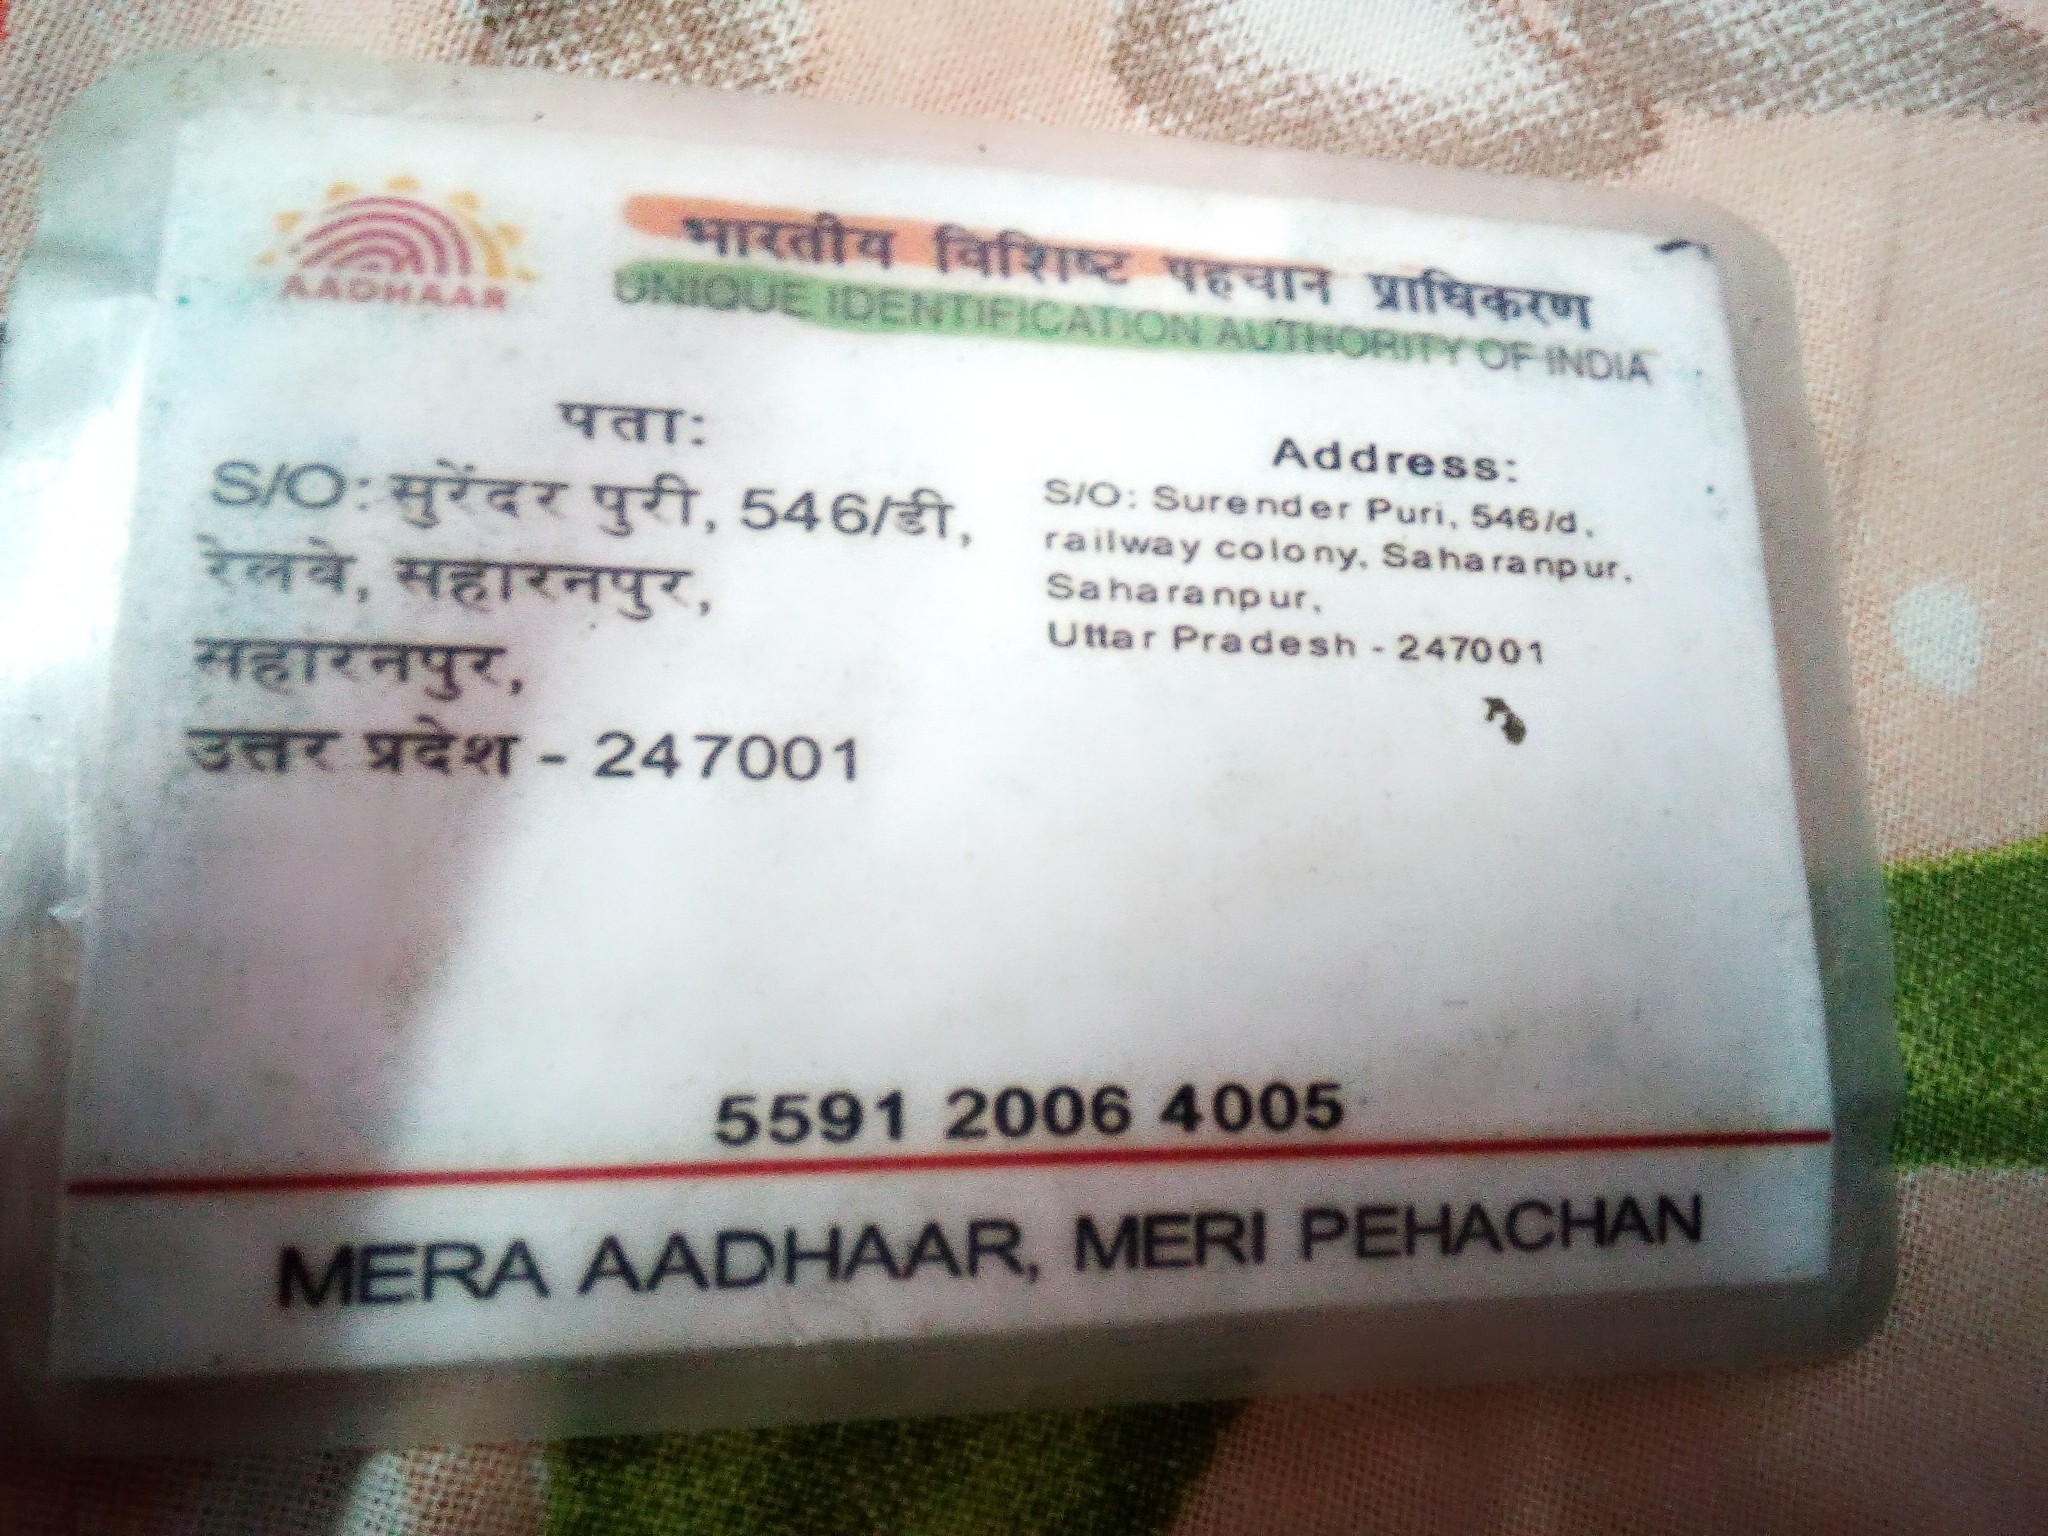 AADHAAR
भारतीय विशिष्ट पहचान प्राधिकरण
UNIQUE IDENTIFICATION AUTHORITY OF INDIA
पता:
S/O: सुरेंदर पुरी, 546/डी,
रेलवे, सहारनपुर,
सहारनपुर,
उत्तर प्रदेश - 247001
Address:
S/O: Surender Puri, 546/d,
railway colony, Saharanpur,
Saharanpur,
Uttar Pradesh - 247001
5591 2006 4005
MERA AADHAAR, MERI PEHACHAN